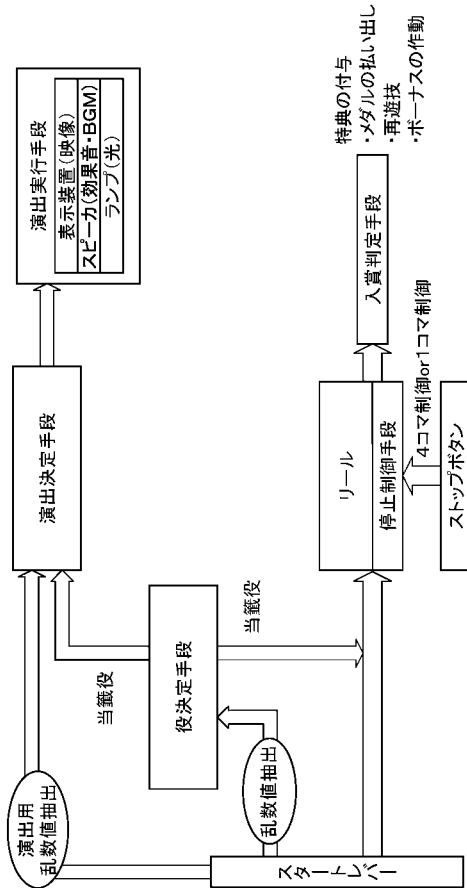 演出用
乱数値抽出
演出決定手段
演出実行手段
表示装置(映像)
スピーカ(効果音・BGM)
ランプ(光)
当籤役
役決定手段
当籤役
乱数値抽出
スタートレバー
リール
停止制御手段
4コマ制御or1コマ制御
ストップボタン
入賞判定手段
特典の付与
・メダルの払い出し
・再遊技
・ボーナスの作動